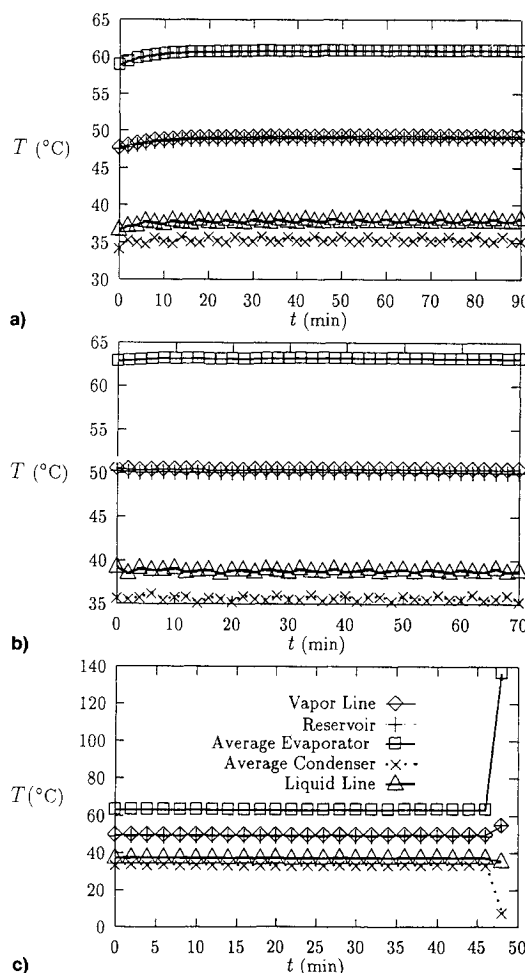 65
60
55
50
T (°C)
45
40
35
30
0 10 20 30 40 50 60 70 80 90
t (min)
a)
65
60
55
T (°C) 50
45
40
35
0 10 20 30 40 50 60 70
t (min)
b)
140
120
100
80
T(°C)
60
40
20
0
Vapor Line
Reservoir
Average Evaporator
Average Condenser
Liquid Line
0 5 10 15 20 25 30 35 40 45 50
t (min)
c)